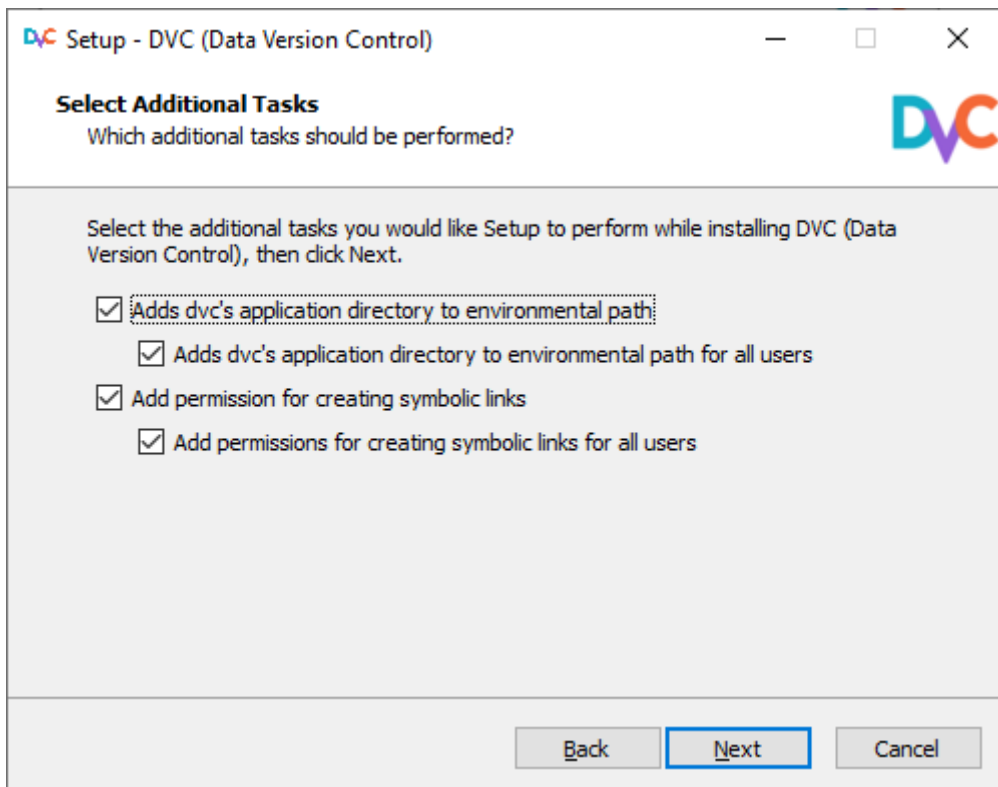 DVC Setup - DVC (Data Version Control)
Select Additional Tasks
Which additional tasks should be performed?
DVC
Select the additional tasks you would like Setup to perform while installing DVC (Data
Version Control), then click Next.
Adds dvc's application directory to environmental path
Adds dvc's application directory to environmental path for all users
Add permission for creating symbolic links
Add permissions for creating symbolic links for all users
Back Next Cancel